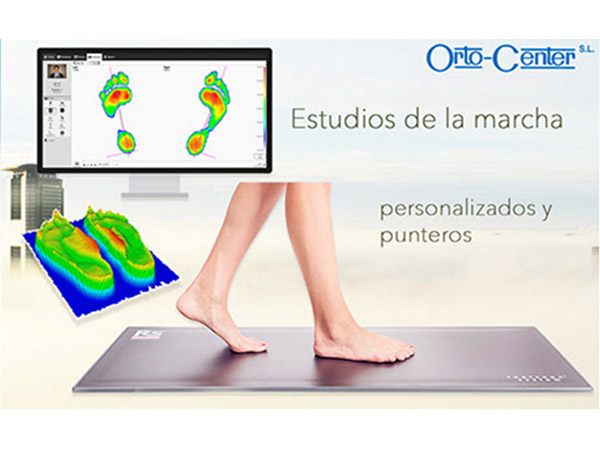 Orto-Center S.L.
Estudios de la marcha
personalizados y
punteros